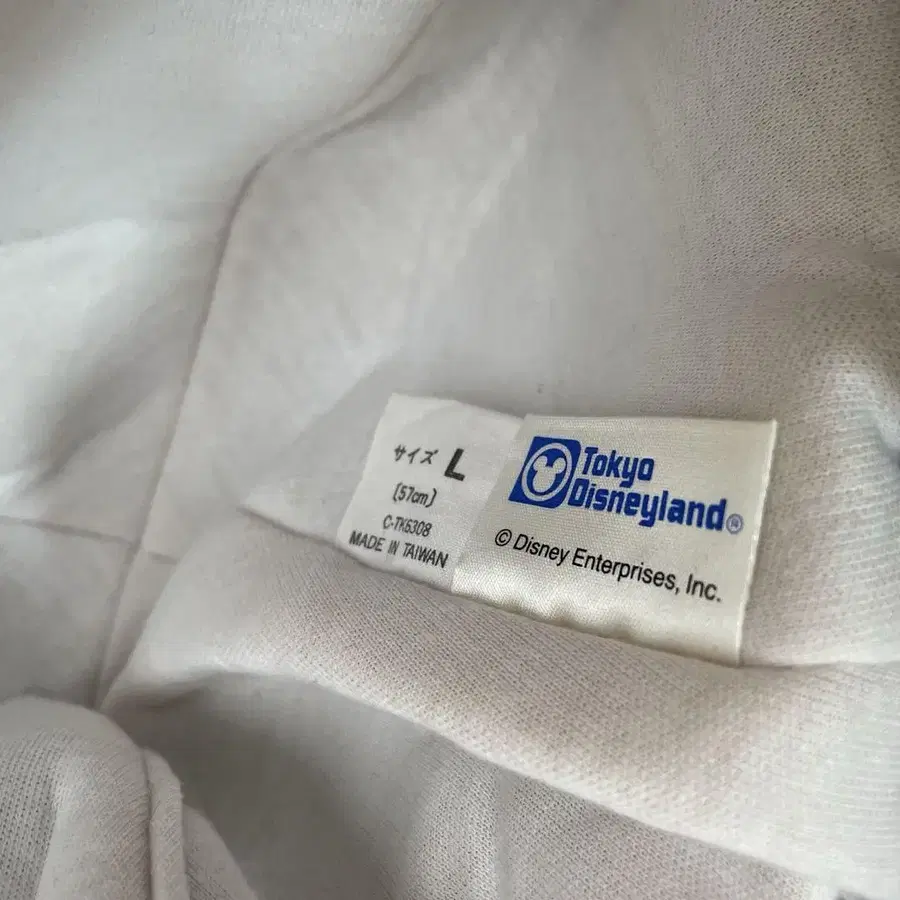 サイズ L
(57cm)
C-TK6308
MADE IN TAIWAN
Tokyo
Disneyland®
© Disney Enterprises, Inc.